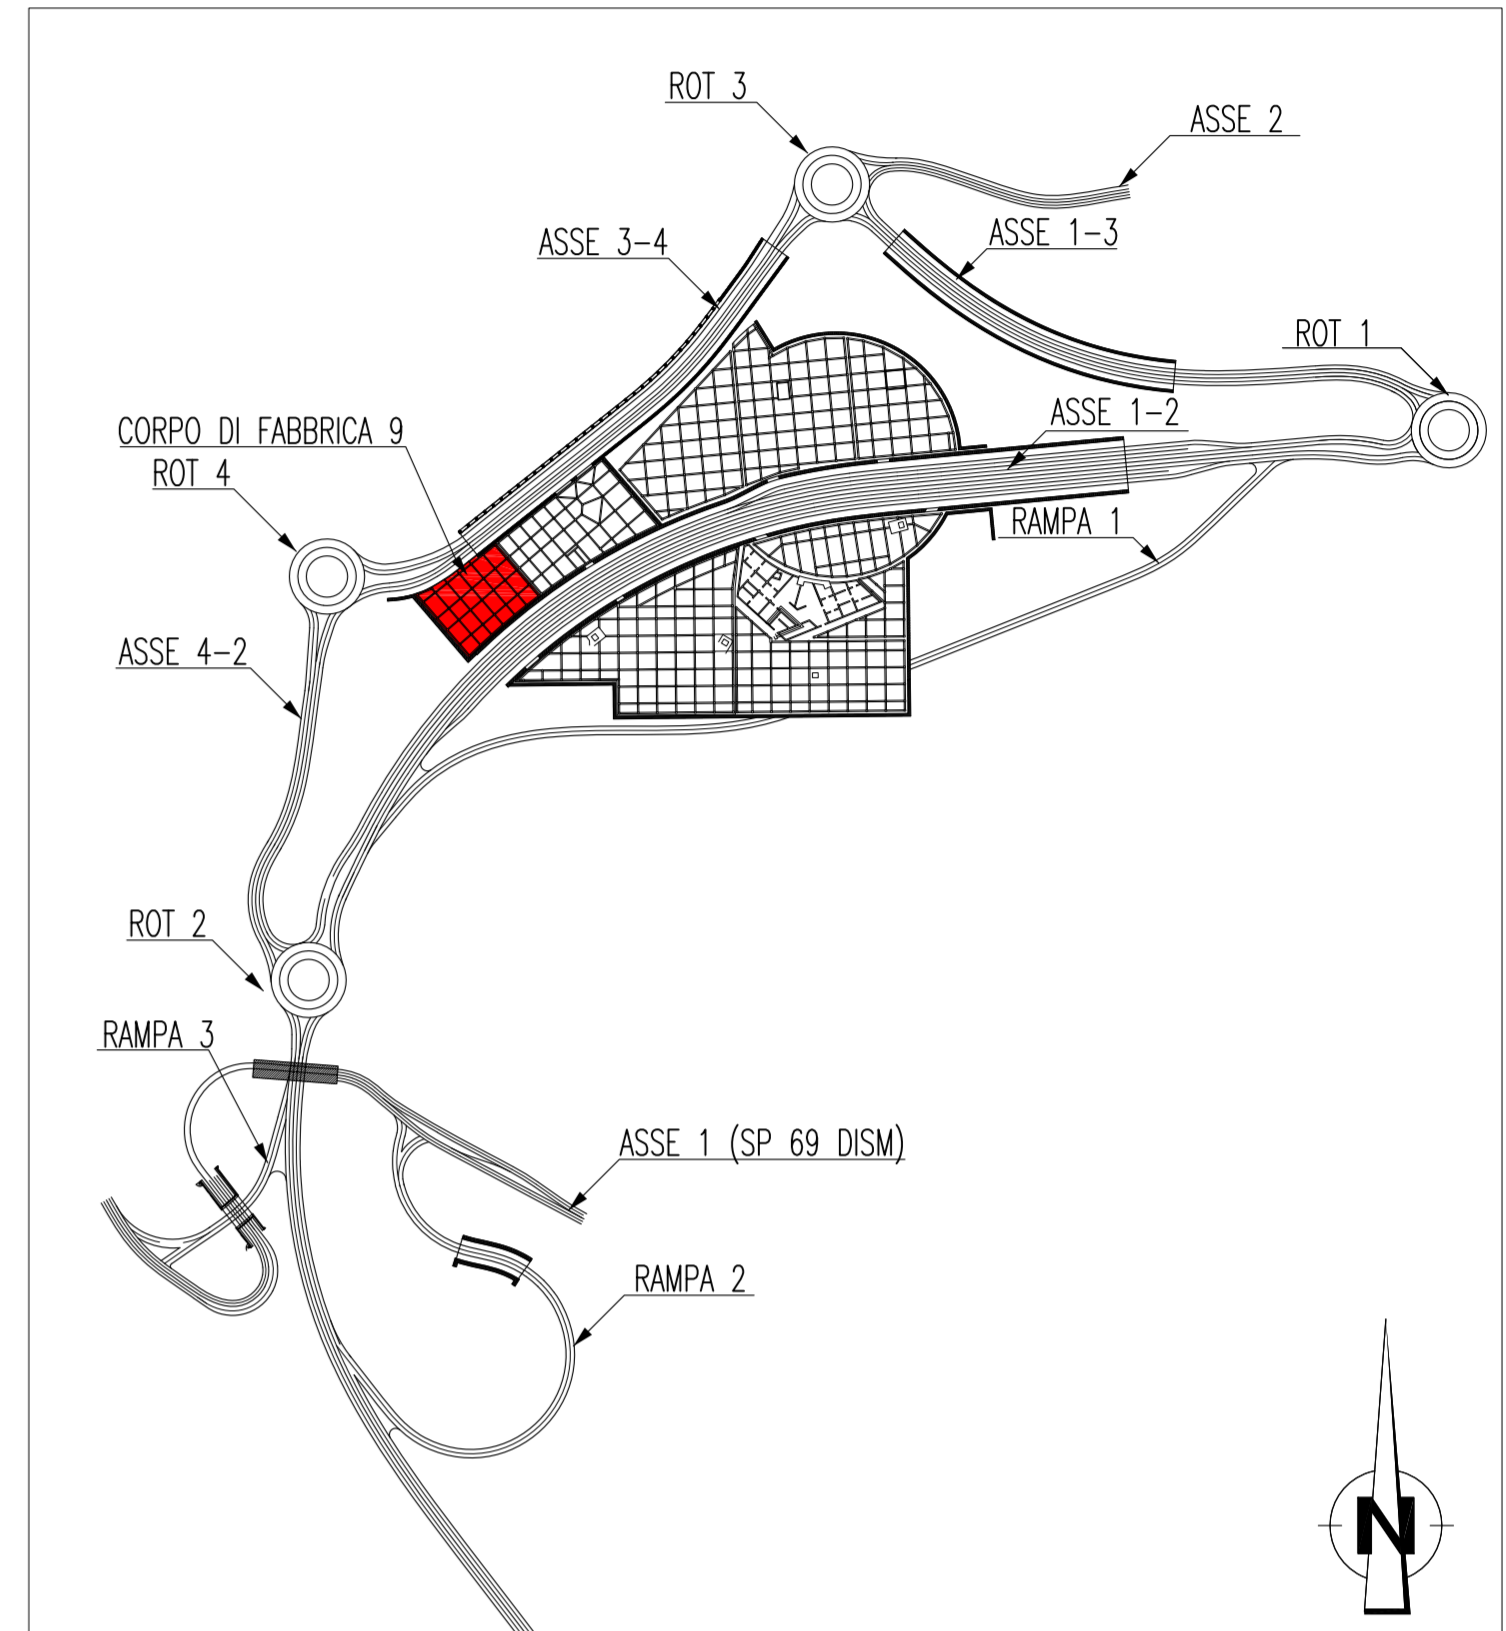 ROT 3
ASSE 2
ASSE 3-4
ASSE 1-3
ROT 1
ASSE 1-2
CORPO DI FABBRICA 9
ROT 4
RAMPA 1
ASSE 4-2
ROT 2
RAMPA 3
ASSE 1 (SP 69 DISM)
RAMPA 2
N